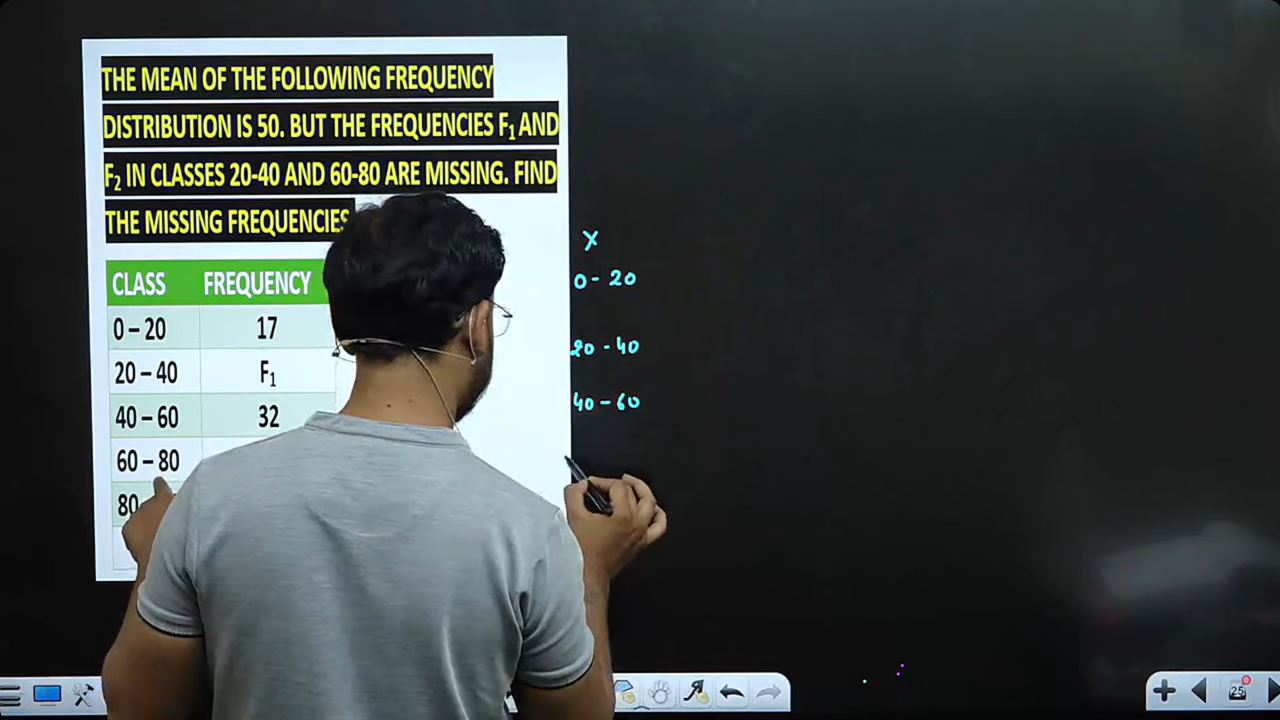 THE MEAN OF THE FOLLOWING FREQUENCY
DISTRIBUTION IS 50. BUT THE FREQUENCIES F₁ AND
F₂ IN CLASSES 20-40 AND 60-80 ARE MISSING. FIND
THE MISSING FREQUENCIES
CLASS FREQUENCY
0 – 20 17
20 – 40 F₁
40 – 60 32
60 – 80
80
X
0 - 20
20 - 40
40 - 60
25